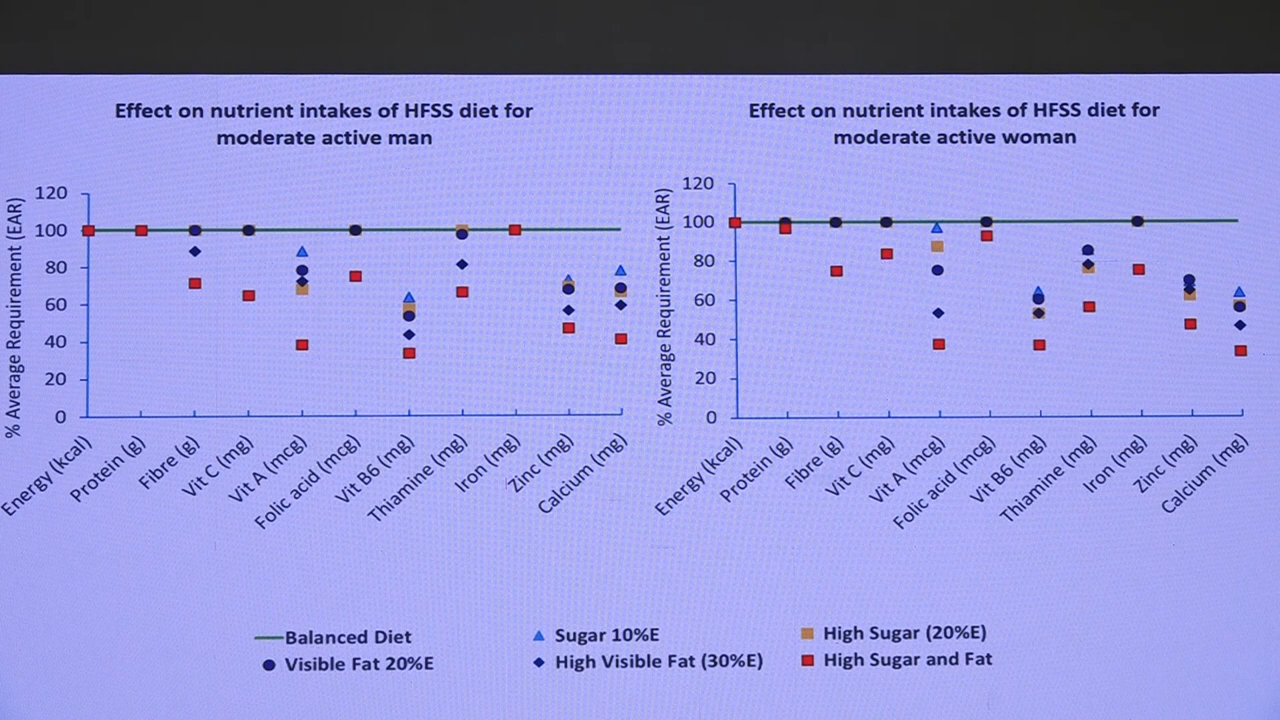 Effect on nutrient intakes of HFSS diet for
moderate active man
% Average Requirement (EAR)
120
100
80
60
40
20
0
Energy (kcal)
Protein (g)
Fibre (g)
Vit C (mg)
Vit A (mcg)
Folic acid (mcg)
Vit B6 (mg)
Thiamine (mg)
Iron (mg)
Zinc (mg)
Calcium (mg)
Effect on nutrient intakes of HFSS diet for
moderate active woman
% Average Requirement (EAR)
120
100
80
60
40
20
0
Energy (kcal)
Protein (g)
Fibre (g)
Vit C (mg)
Vit A (mcg)
Folic acid (mcg)
Vit B6 (mg)
Thiamine (mg)
Iron (mg)
Zinc (mg)
Calcium (mg)
Balanced Diet
Sugar 10%E
High Sugar (20%E)
Visible Fat 20%E
High Visible Fat (30%E)
High Sugar and Fat